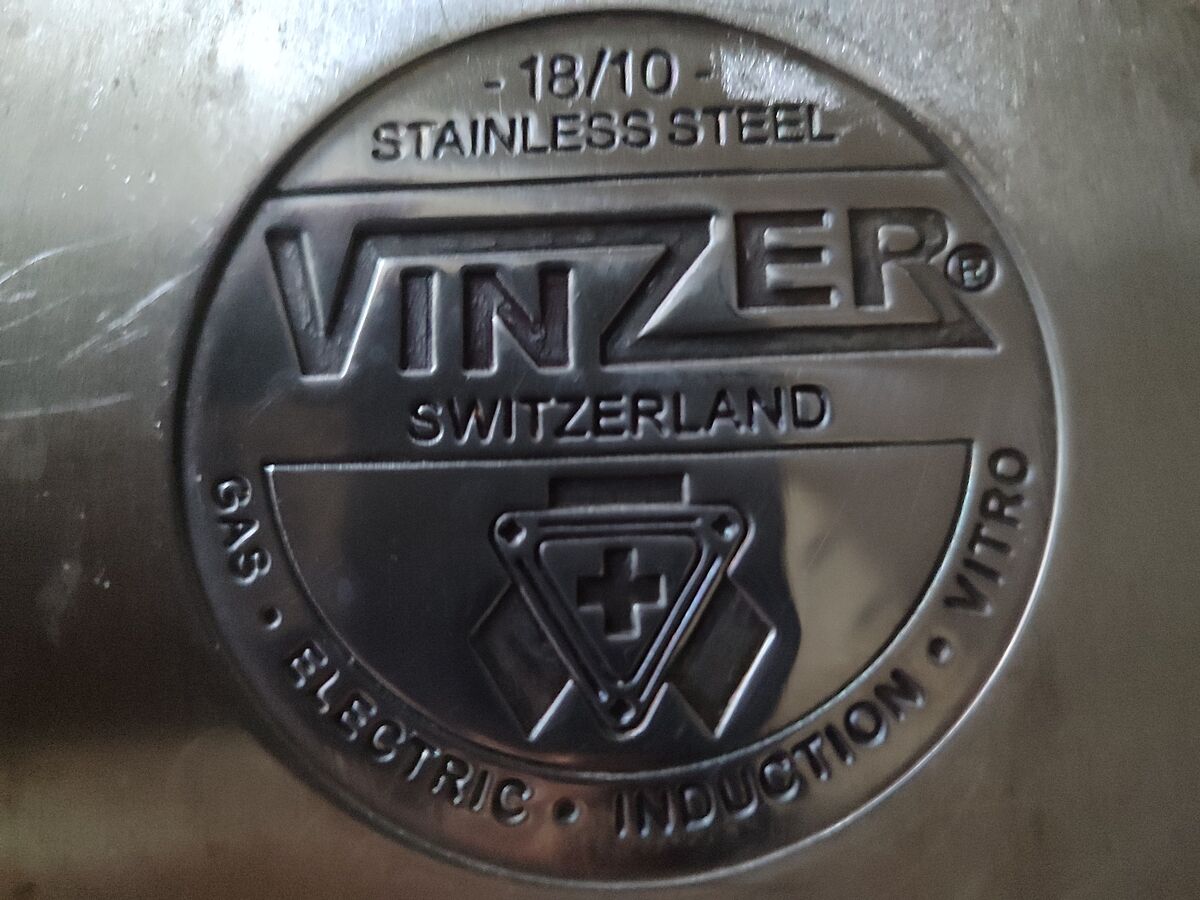 - 18/10 -
STAINLESS STEEL
VINZER®
SWITZERLAND
GAS • ELECTRIC • INDUCTION • VITRO